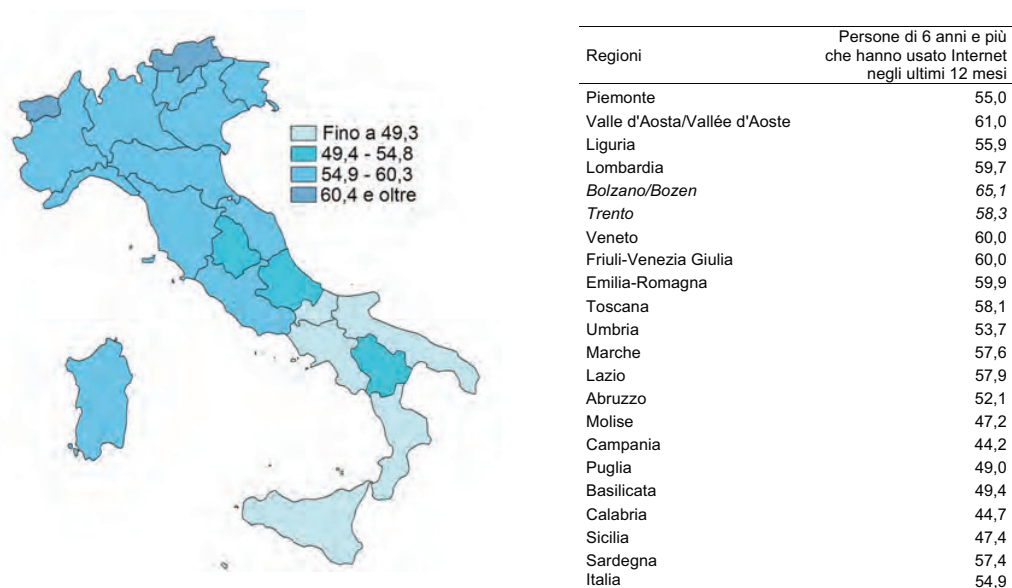 Fino a 49,3
49,4 - 54,8
54,9 - 60,3
60,4 e oltre
Regioni
Persone di 6 anni e più
che hanno usato Internet
negli ultimi 12 mesi
Piemonte 55,0
Valle d'Aosta/Vallée d'Aoste 61,0
Liguria 55,9
Lombardia 59,7
Bolzano/Bozen 65,1
Trento 58,3
Veneto 60,0
Friuli-Venezia Giulia 60,0
Emilia-Romagna 59,9
Toscana 58,1
Umbria 53,7
Marche 57,6
Lazio 57,9
Abruzzo 52,1
Molise 47,2
Campania 44,2
Puglia 49,0
Basilicata 49,4
Calabria 44,7
Sicilia 47,4
Sardegna 57,4
Italia 54,9